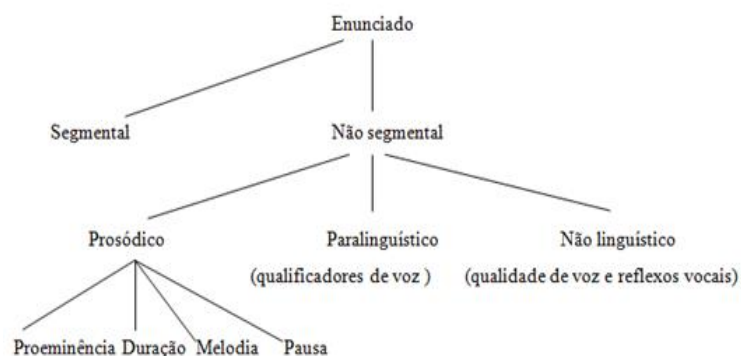 Enunciado
Segmental Não segmental
Prosódico Paralinguístico Não linguístico
(qualificadores de voz ) (qualidade de voz e reflexos vocais)
Proeminência Duração Melodia Pausa